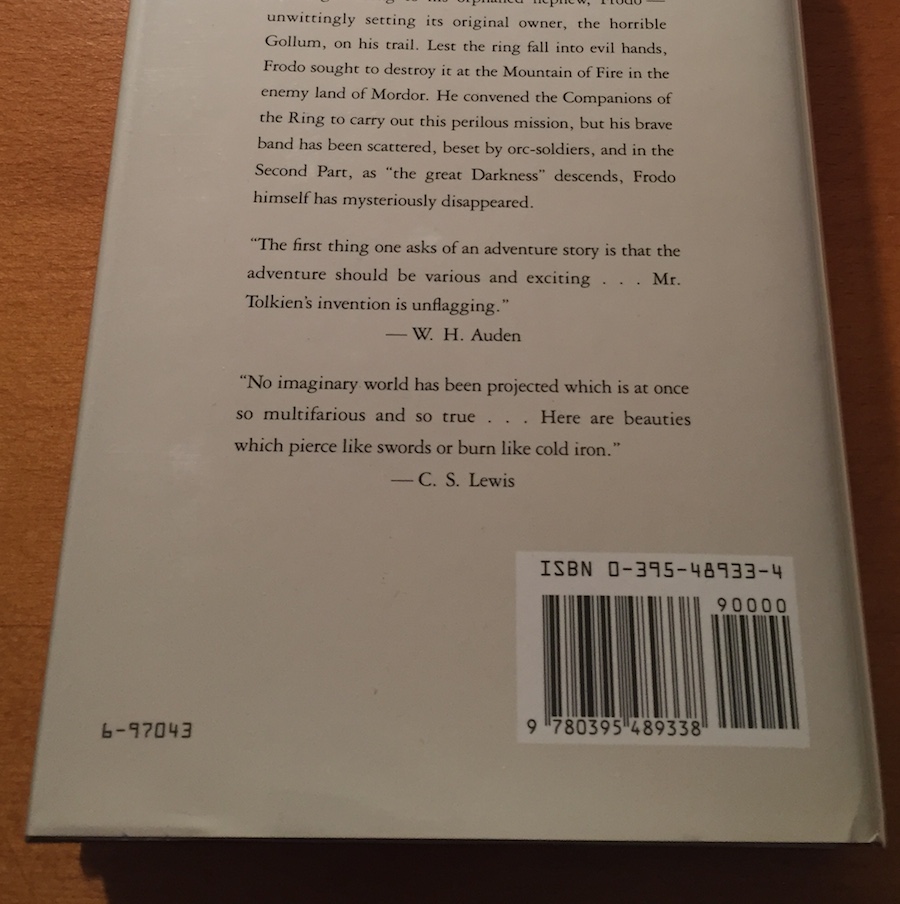 to his orphaned nephew, Frodo—
unwittingly setting its original owner, the horrible
Gollum, on his trail. Lest the ring fall into evil hands,
Frodo sought to destroy it at the Mountain of Fire in the
enemy land of Mordor. He convened the Companions of
the Ring to carry out this perilous mission, but his brave
band has been scattered, beset by orc-soldiers, and in the
Second Part, as “the great Darkness” descends, Frodo
himself has mysteriously disappeared.
“The first thing one asks of an adventure story is that the
adventure should be various and exciting . . . Mr.
Tolkien’s invention is unflagging.”
— W. H. Auden
“No imaginary world has been projected which is at once
so multifarious and so true . . . Here are beauties
which pierce like swords or burn like cold iron.”
— C. S. Lewis
ISBN 0-395-48933-4
90000
9 780395 489338
6-97043